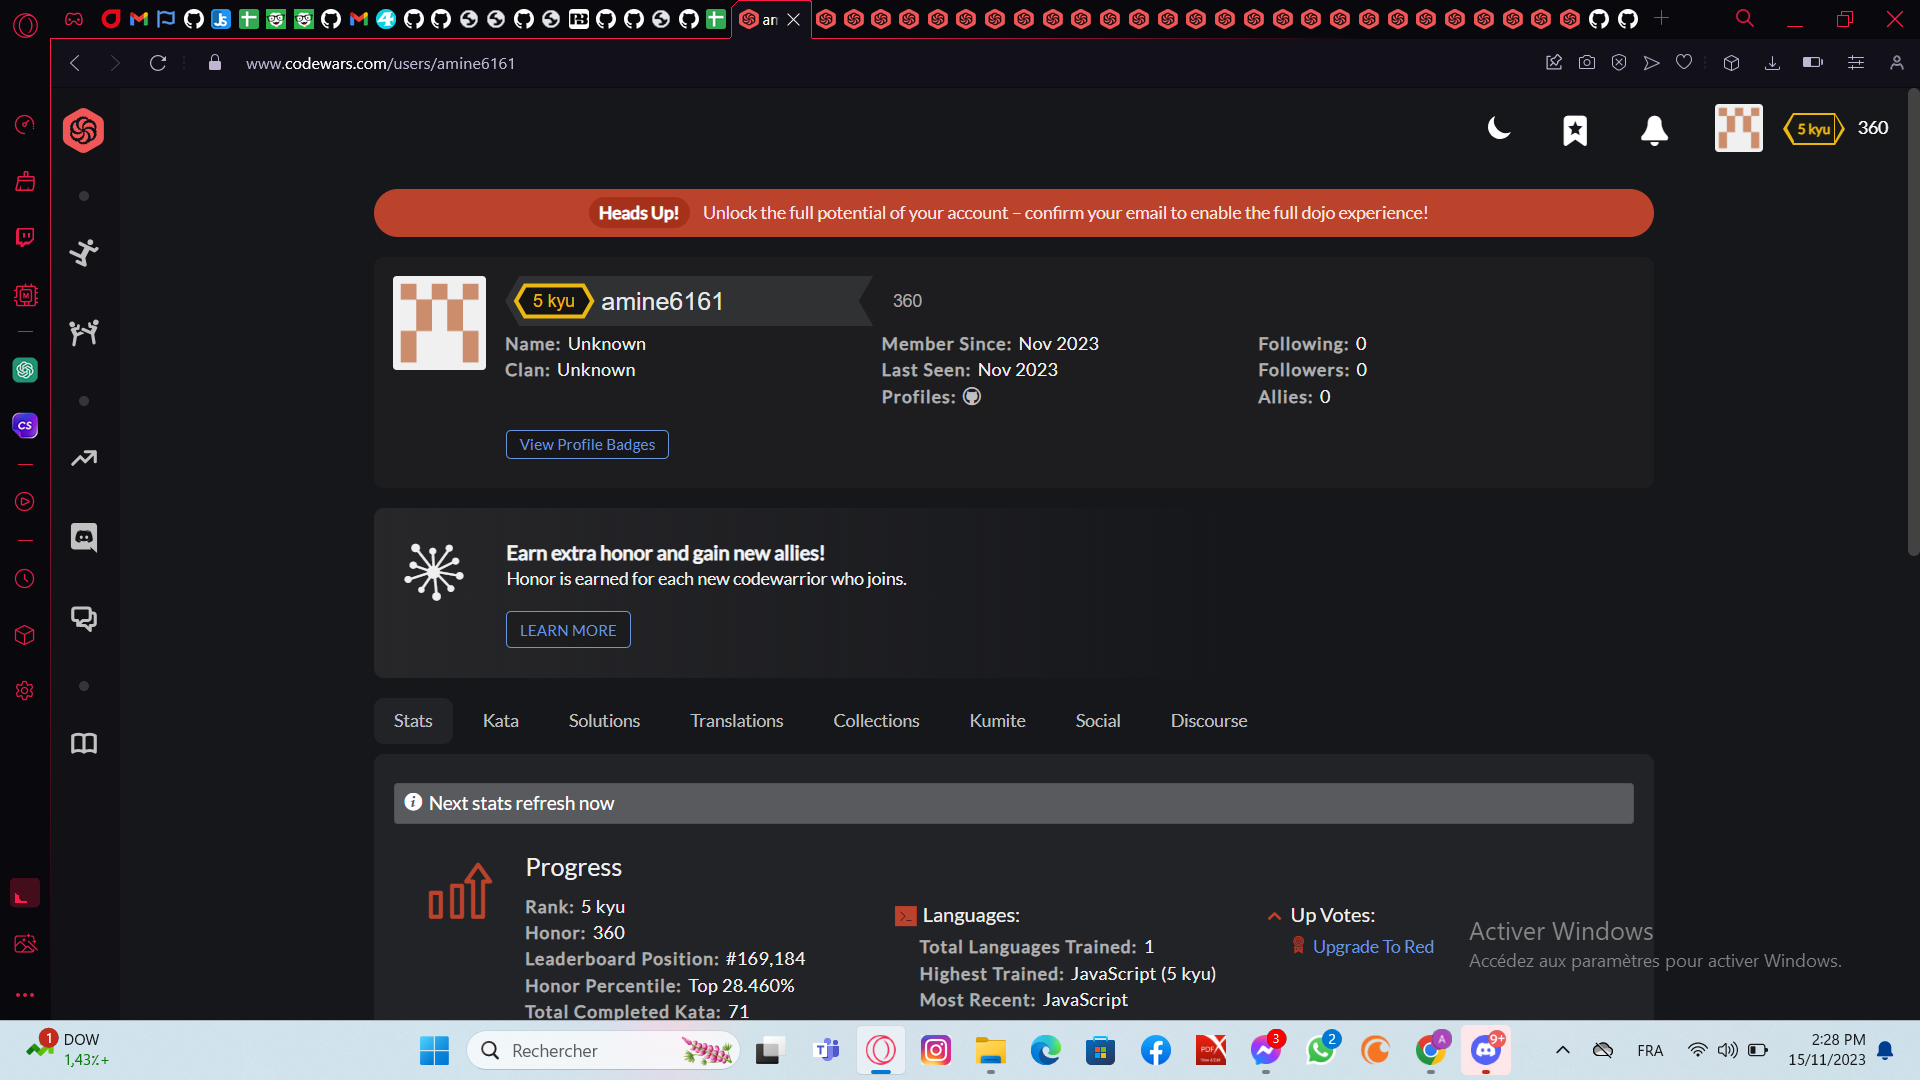 an
www.codewars.com/users/amine6161
5 kyu 360
Heads Up! Unlock the full potential of your account – confirm your email to enable the full dojo experience!
5 kyu amine6161 360
Name: Unknown
Clan: Unknown
Member Since: Nov 2023
Last Seen: Nov 2023
Profiles:
Following: 0
Followers: 0
Allies: 0
View Profile Badges
Earn extra honor and gain new allies!
Honor is earned for each new codewarrior who joins.
LEARN MORE
Stats Kata Solutions Translations Collections Kumite Social Discourse
Next stats refresh now
Progress
Rank: 5 kyu
Honor: 360
Leaderboard Position: #169,184
Honor Percentile: Top 28.460%
Total Completed Kata: 71
Languages:
Total Languages Trained: 1
Highest Trained: JavaScript (5 kyu)
Most Recent: JavaScript
Up Votes:
Upgrade To Red
Activer Windows
Accédez aux paramètres pour activer Windows.
CS
1
DOW
1,43% +
Rechercher
3
2
A
9+
FRA
2:28 PM
15/11/2023